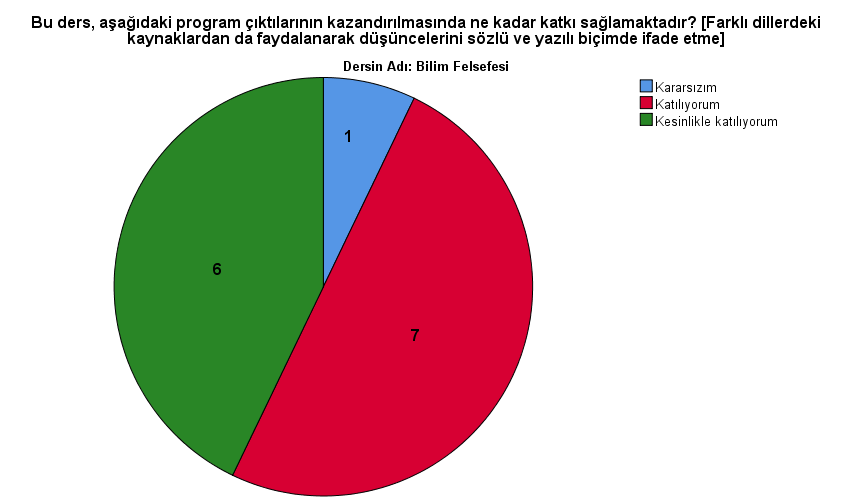 Bu ders, aşağıdaki program çıktılarının kazandırılmasında ne kadar katkı sağlamaktadır? [Farklı dillerdeki
kaynaklardan da faydalanarak düşüncelerini sözlü ve yazılı biçimde ifade etme]
Dersin Adı: Bilim Felsefesi
Kararsızım
Katılıyorum
Kesinlikle katılıyorum
1
6
7